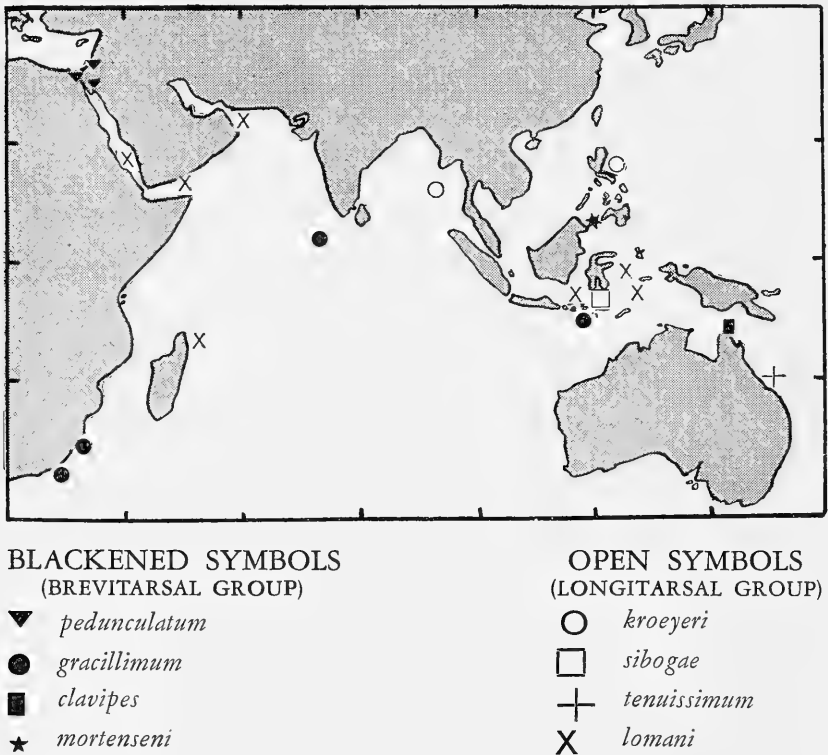 BLACKENED SYMBOLS
(BREVITARSAL GROUP)
pedunculatum
gracillimum
clavipes
mortenseni
OPEN SYMBOLS
(LONGITARSAL GROUP)
kroeyeri
sibogae
tenuissimum
lomani